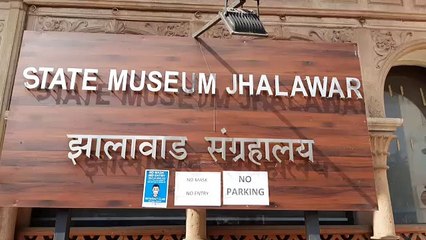 STATE MUSEUM JHALAWAR
झालावाड संग्रहालय
NO MASK
NO ENTRY
NO
PARKING